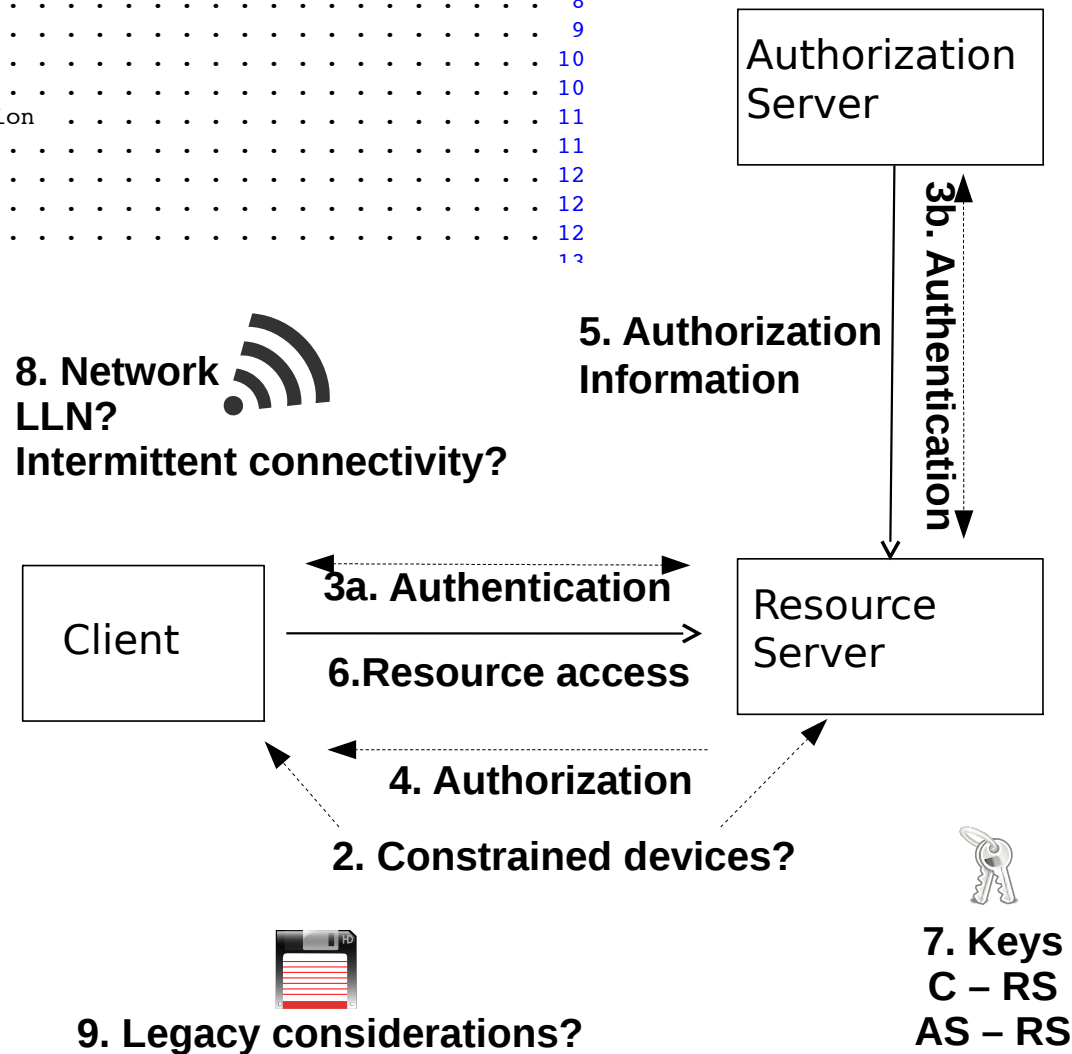 . . . . . . . . . . . . . . . . . . . 8
. . . . . . . . . . . . . . . . . . . 9
. . . . . . . . . . . . . . . . . . . 10
. . . . . . . . . . . . . . . . . . . 10
ion . . . . . . . . . . . . . . . . . 11
. . . . . . . . . . . . . . . . . . . 11
. . . . . . . . . . . . . . . . . . . 12
. . . . . . . . . . . . . . . . . . . 12
. . . . . . . . . . . . . . . . . . . 12
13
Authorization
Server
3b. Authentication
5. Authorization
Information
8. Network
LLN?
Intermittent connectivity?
3a. Authentication
Client
6.Resource access
Resource
Server
4. Authorization
2. Constrained devices?
HD
7. Keys
C – RS
AS – RS
9. Legacy considerations?